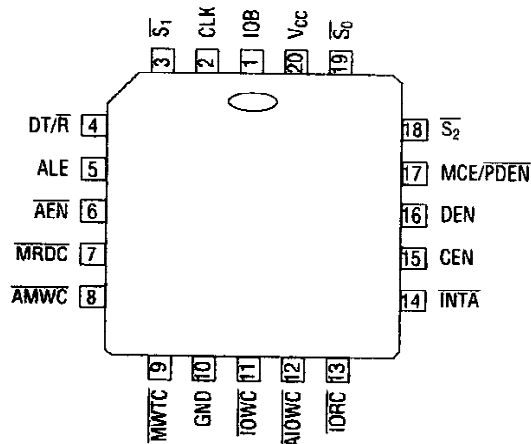 S̅₁ CLK IOB VCC S̅₀
3 2 1 20 19
DT/R̅ 4
ALE 5
A̅E̅N̅ 6
M̅R̅D̅C̅ 7
A̅M̅W̅C̅ 8
18 S̅₂
17 MCE/P̅D̅E̅N̅
16 DEN
15 CEN
14 I̅N̅T̅A̅
9 10 11 12 13
M̅W̅T̅C̅ GND I̅O̅W̅C̅ A̅I̅O̅W̅C̅ I̅O̅R̅C̅